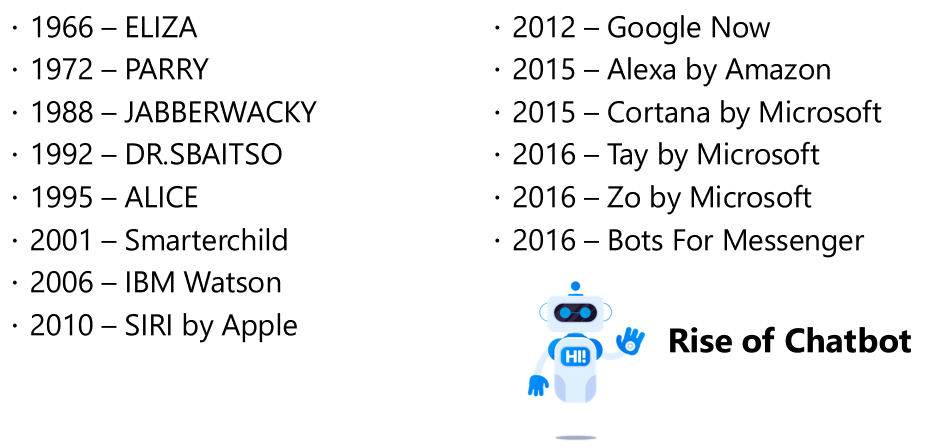 · 1966 – ELIZA
· 1972 – PARRY
· 1988 – JABBERWACKY
· 1992 – DR.SBAITSO
· 1995 – ALICE
· 2001 – Smarterchild
· 2006 – IBM Watson
· 2010 – SIRI by Apple
· 2012 – Google Now
· 2015 – Alexa by Amazon
· 2015 – Cortana by Microsoft
· 2016 – Tay by Microsoft
· 2016 – Zo by Microsoft
· 2016 – Bots For Messenger
HI!
Rise of Chatbot